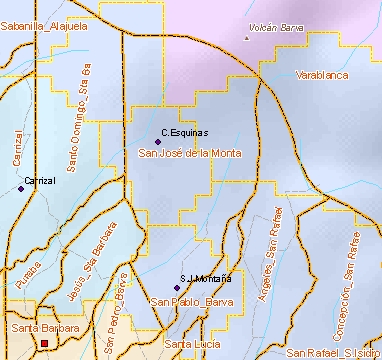 Sabanilla_Alajuela
Volcán Barva
Varablanca
Santo Domingo_Sta Ba
C.Esquinas
San José de la Monta
Carrizal
Carrizal
Jesús_Sta Barbara
Angeles_San Rafael
Concepción_San Rafae
Puraba
San Pedro_Barva
S.J.Montaña
San Pablo_Barva
Santa Barbara
Santa Lucía
San Rafael_S.Isidro